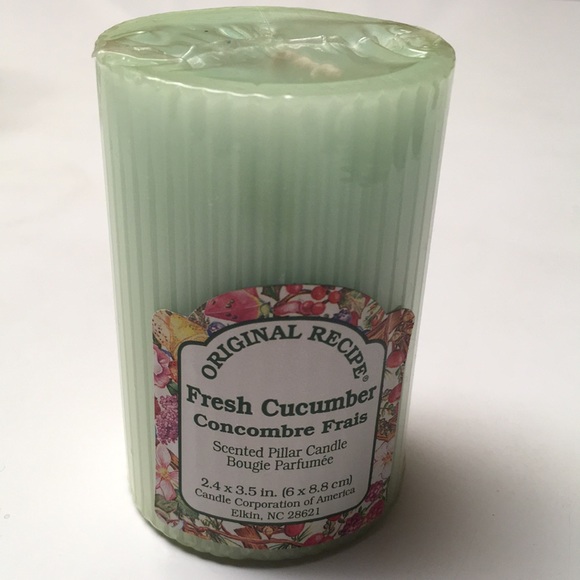 ORIGINAL RECIPE®
Fresh Cucumber
Concombre Frais
Scented Pillar Candle
Bougie Parfumée
2.4 x 3.5 in. (6 x 8.8 cm)
Candle Corporation of America
Elkin, NC 28621